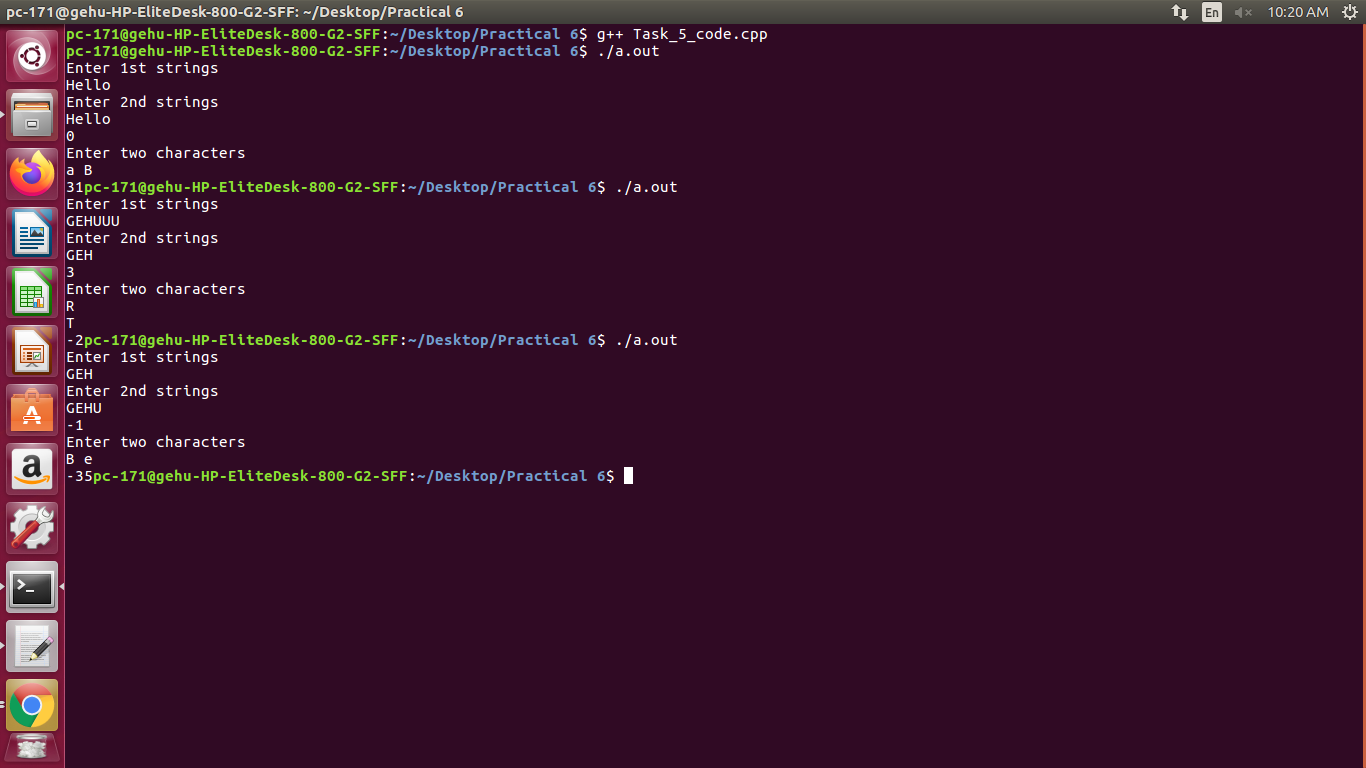 pc-171@gehu-HP-EliteDesk-800-G2-SFF: ~/Desktop/Practical 6
En
10:20 AM
pc-171@gehu-HP-EliteDesk-800-G2-SFF:~/Desktop/Practical 6$ g++ Task_5_code.cpp
pc-171@gehu-HP-EliteDesk-800-G2-SFF:~/Desktop/Practical 6$ ./a.out
Enter 1st strings
Hello
Enter 2nd strings
Hello
0
Enter two characters
a B
31pc-171@gehu-HP-EliteDesk-800-G2-SFF:~/Desktop/Practical 6$ ./a.out
Enter 1st strings
GEHUUU
Enter 2nd strings
GEH
3
Enter two characters
R
T
-2pc-171@gehu-HP-EliteDesk-800-G2-SFF:~/Desktop/Practical 6$ ./a.out
Enter 1st strings
GEH
Enter 2nd strings
GEHU
-1
Enter two characters
B e
-35pc-171@gehu-HP-EliteDesk-800-G2-SFF:~/Desktop/Practical 6$